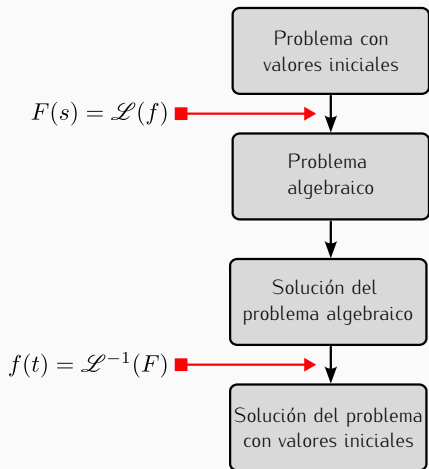 Problema con
valores iniciales
F(s) = ℒ(f)
Problema
algebraico
Solución del
problema algebraico
f(t) = ℒ⁻¹(F)
Solución del problema
con valores iniciales